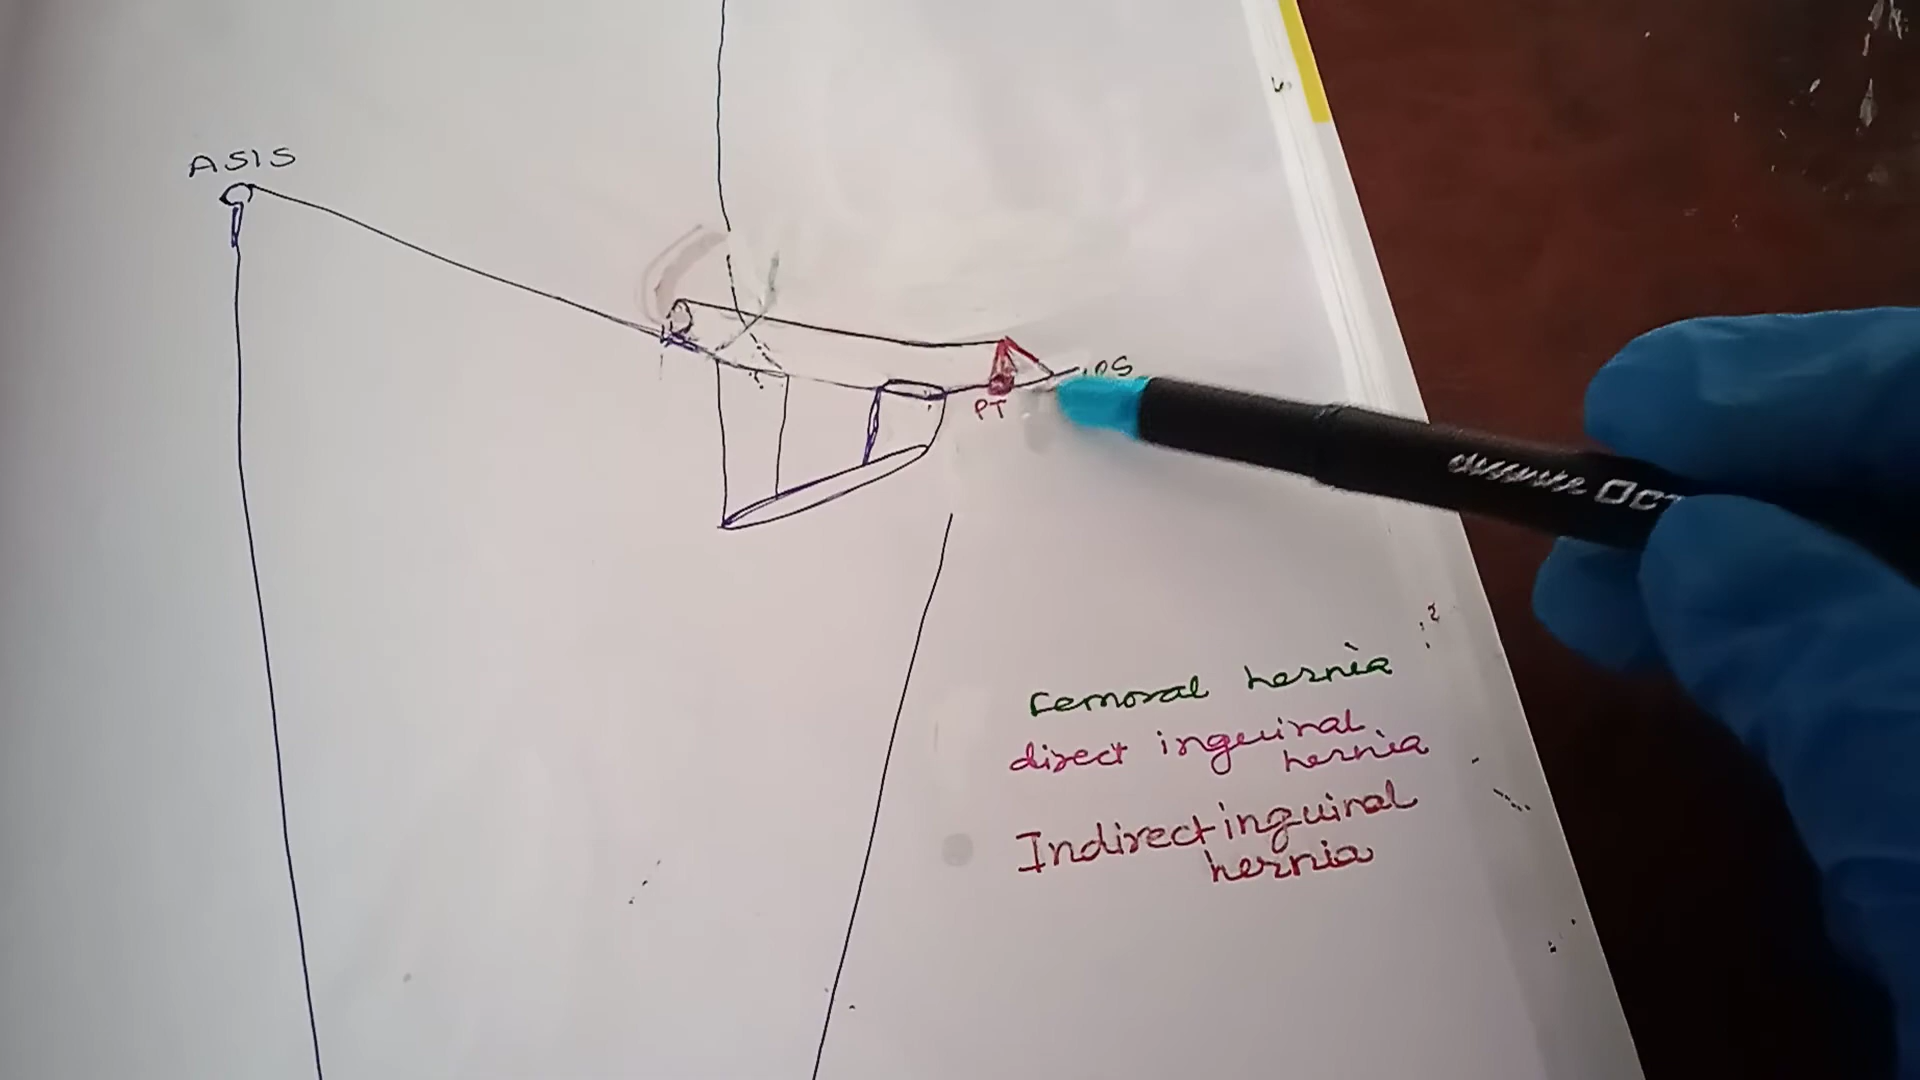 ASIS
PS
PT
Femoral hernia
direct inguinal
hernia
Indirect inguinal
hernia